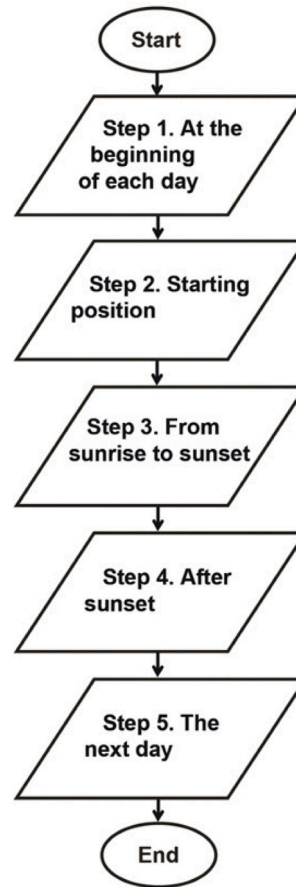 Start
Step 1. At the
beginning
of each day
Step 2. Starting
position
Step 3. From
sunrise to sunset
Step 4. After
sunset
Step 5. The
next day
End